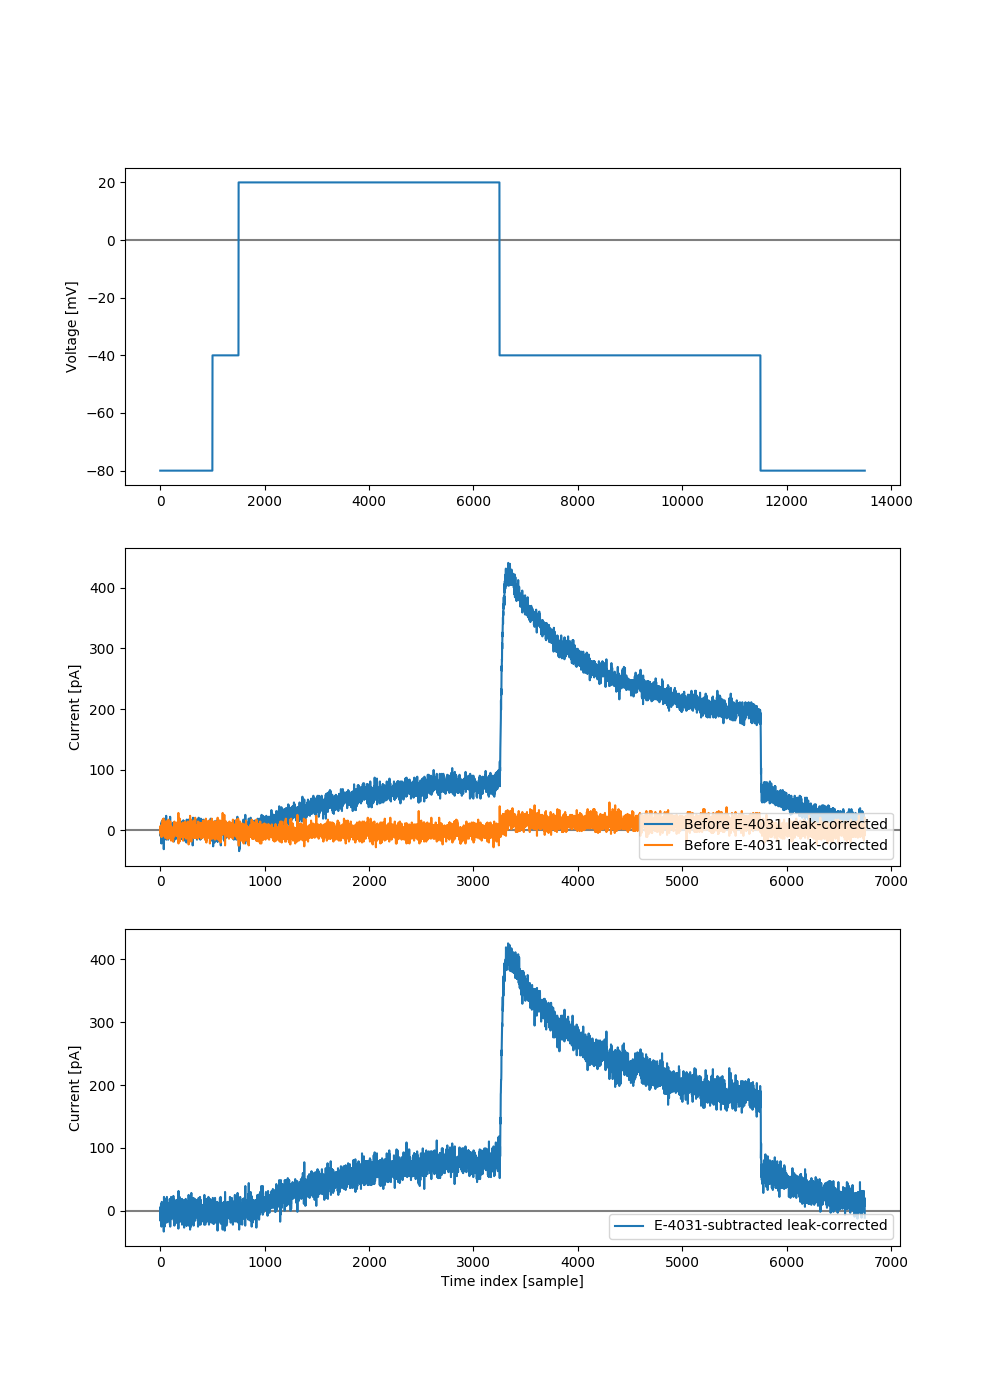 20
0
−20
−40
−60
−80
Voltage [mV]
0 2000 4000 6000 8000 10000 12000 14000
400
300
200
100
0
Current [pA]
Before E-4031 leak-corrected
Before E-4031 leak-corrected
0 1000 2000 3000 4000 5000 6000 7000
400
300
200
100
0
Current [pA]
E-4031-subtracted leak-corrected
0 1000 2000 3000 4000 5000 6000 7000
Time index [sample]